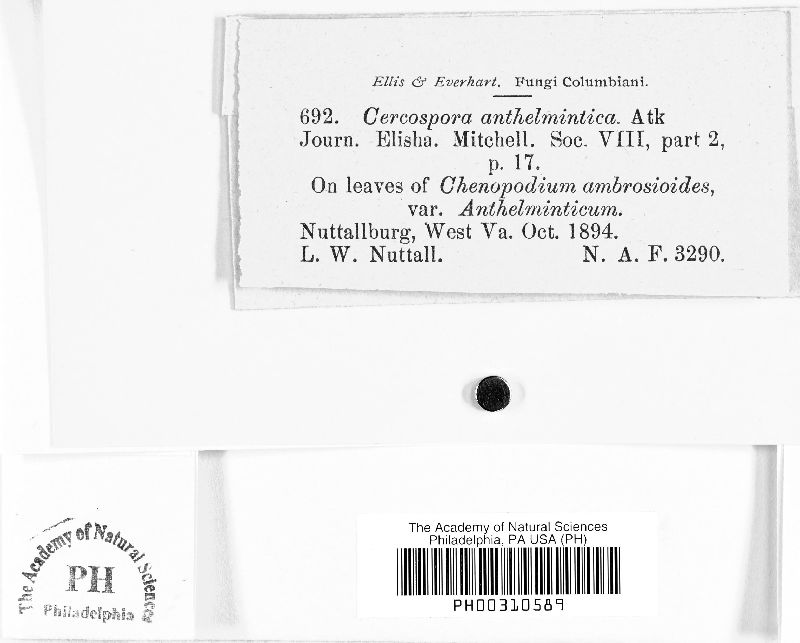 Ellis & Everhart. Fungi Columbiani.
692. Cercospora anthelmintica. Atk
Journ. Elisha. Mitchell. Soc. VIII, part 2,
p. 17.
On leaves of Chenopodium ambrosioides,
var. Anthelminticum.
Nuttallburg, West Va. Oct. 1894.
L. W. Nuttall. N. A. F. 3290.
The Academy of Natural Sciences
PH
Philadelphia
The Academy of Natural Sciences
Philadelphia, PA USA (PH)
PH00310589